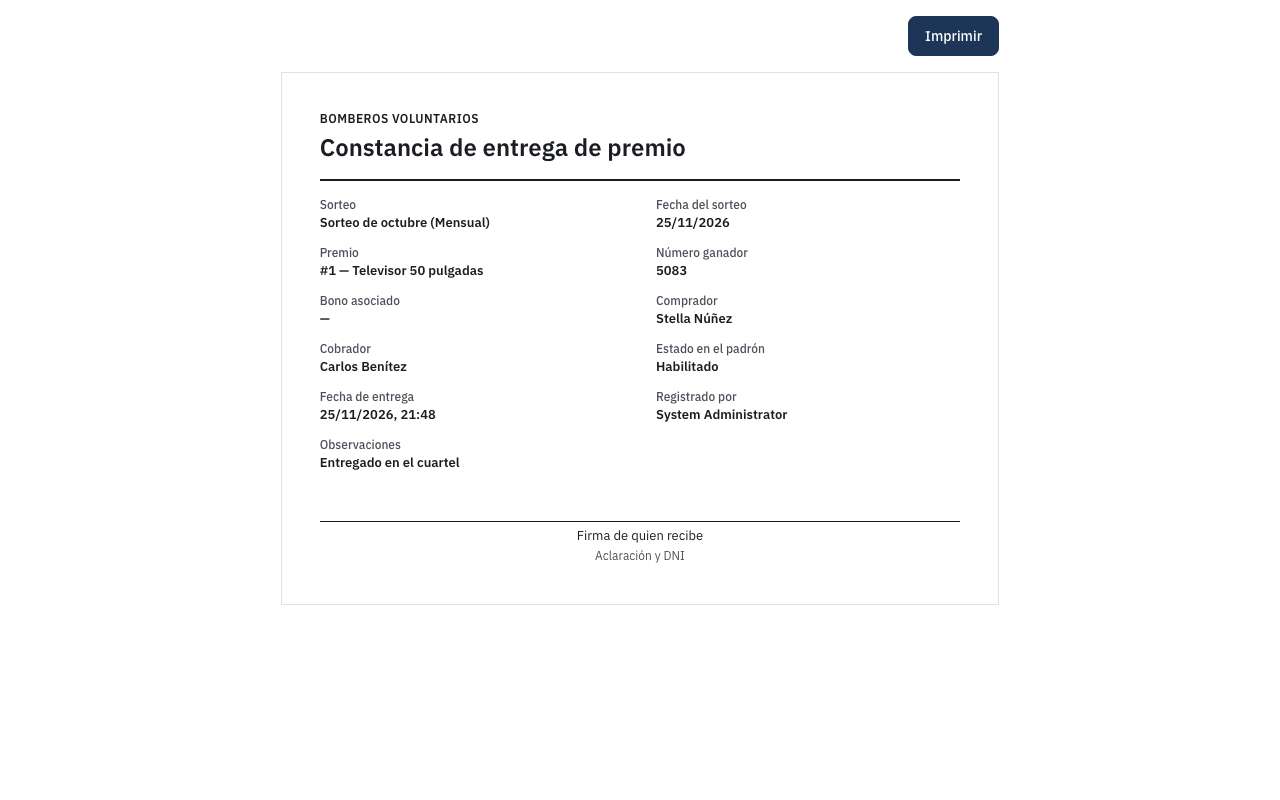 Imprimir
BOMBEROS VOLUNTARIOS
Constancia de entrega de premio
Sorteo
Sorteo de octubre (Mensual)
Fecha del sorteo
25/11/2026
Premio
#1 — Televisor 50 pulgadas
Número ganador
5083
Bono asociado
—
Comprador
Stella Núñez
Cobrador
Carlos Benítez
Estado en el padrón
Habilitado
Fecha de entrega
25/11/2026, 21:48
Registrado por
System Administrator
Observaciones
Entregado en el cuartel
Firma de quien recibe
Aclaración y DNI